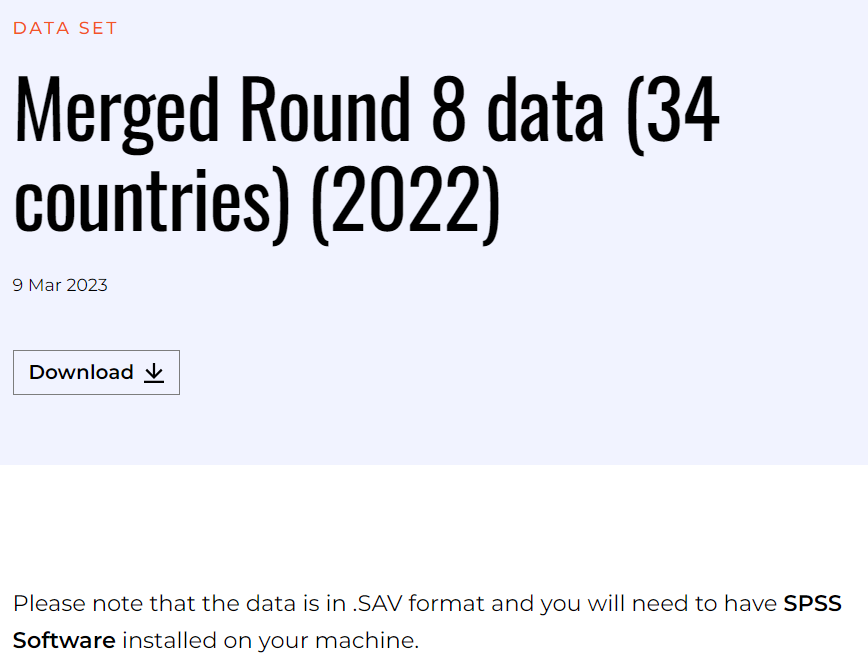 DATA SET
Merged Round 8 data (34
countries) (2022)
9 Mar 2023
Download
Please note that the data is in .SAV format and you will need to have SPSS
Software installed on your machine.